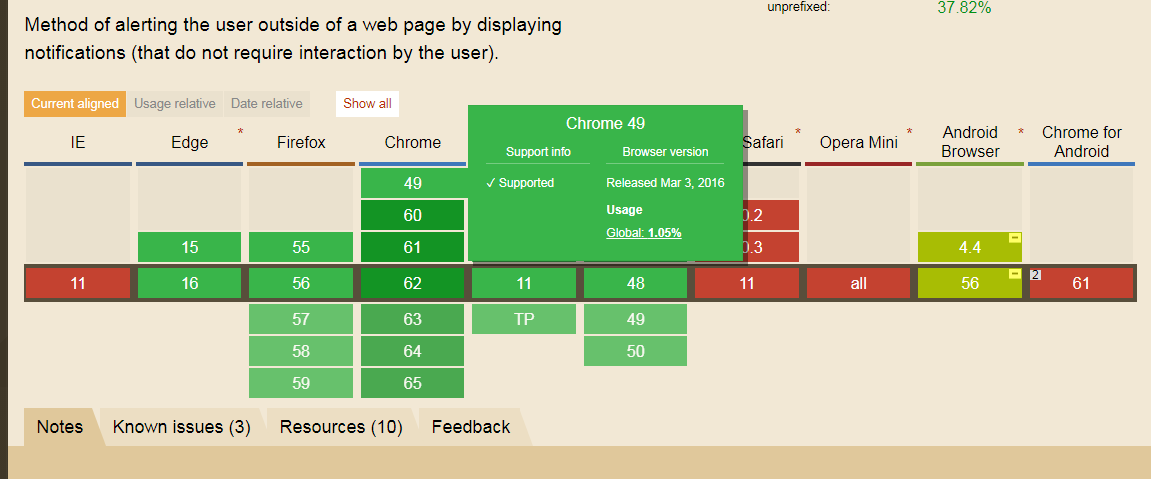 unprefixed: 37.82%
Method of alerting the user outside of a web page by displaying
notifications (that do not require interaction by the user).
Current aligned Usage relative Date relative Show all
IE Edge * Firefox Chrome Safari * Opera Mini * Android Browser * Chrome for Android
Chrome 49
Support info Browser version
✓ Supported Released Mar 3, 2016
Usage
Global: 1.05%
49
60 0.2
15 55 61 0.3 4.4
11 16 56 62 11 48 11 all 56 2 61
57 63 TP 49
58 64 50
59 65
Notes Known issues (3) Resources (10) Feedback